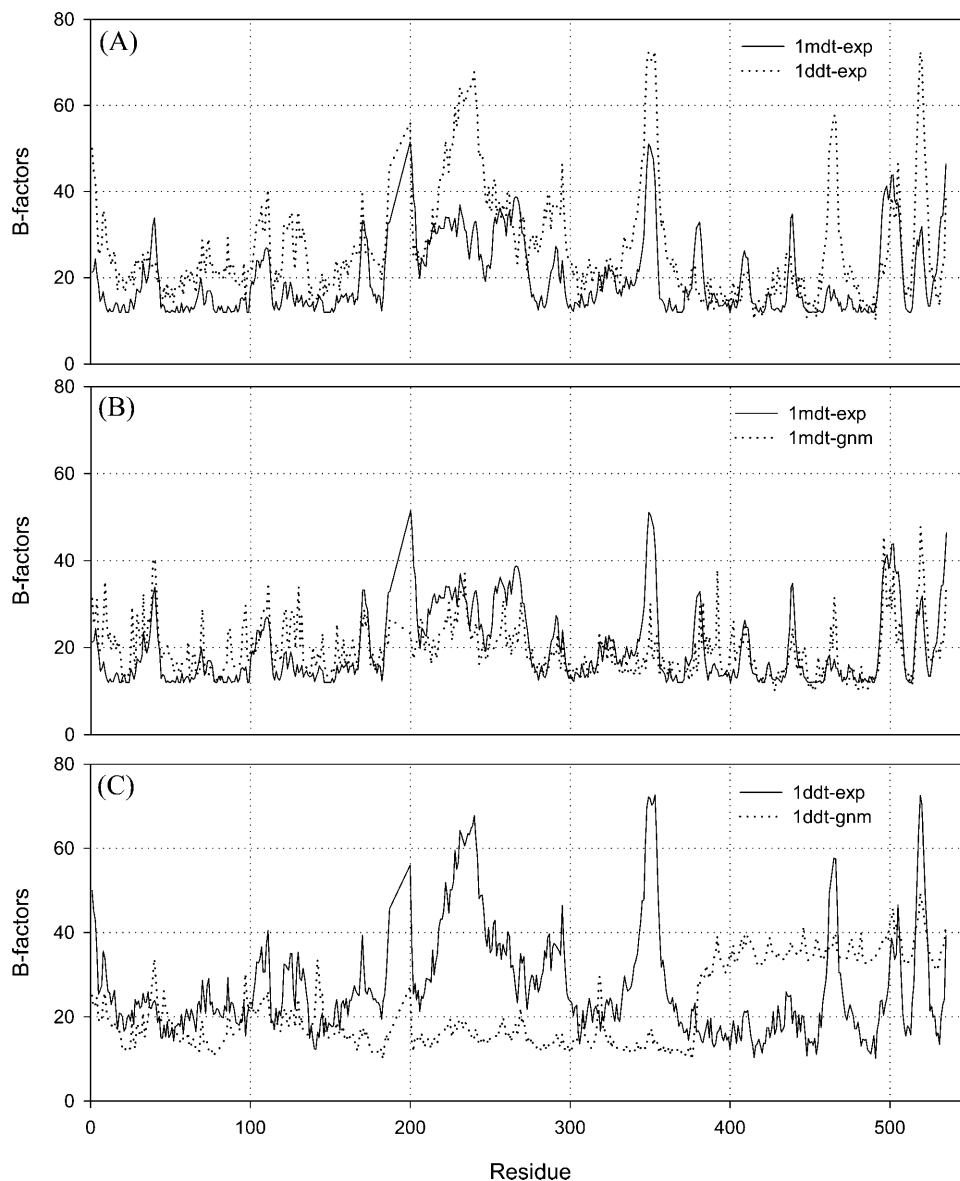 (A)
1mdt-exp
1ddt-exp
80
60
40
20
0
B-factors
(B)
1mdt-exp
1mdt-gnm
80
60
40
20
0
B-factors
(C)
1ddt-exp
1ddt-gnm
80
60
40
20
0
B-factors
0 100 200 300 400 500
Residue